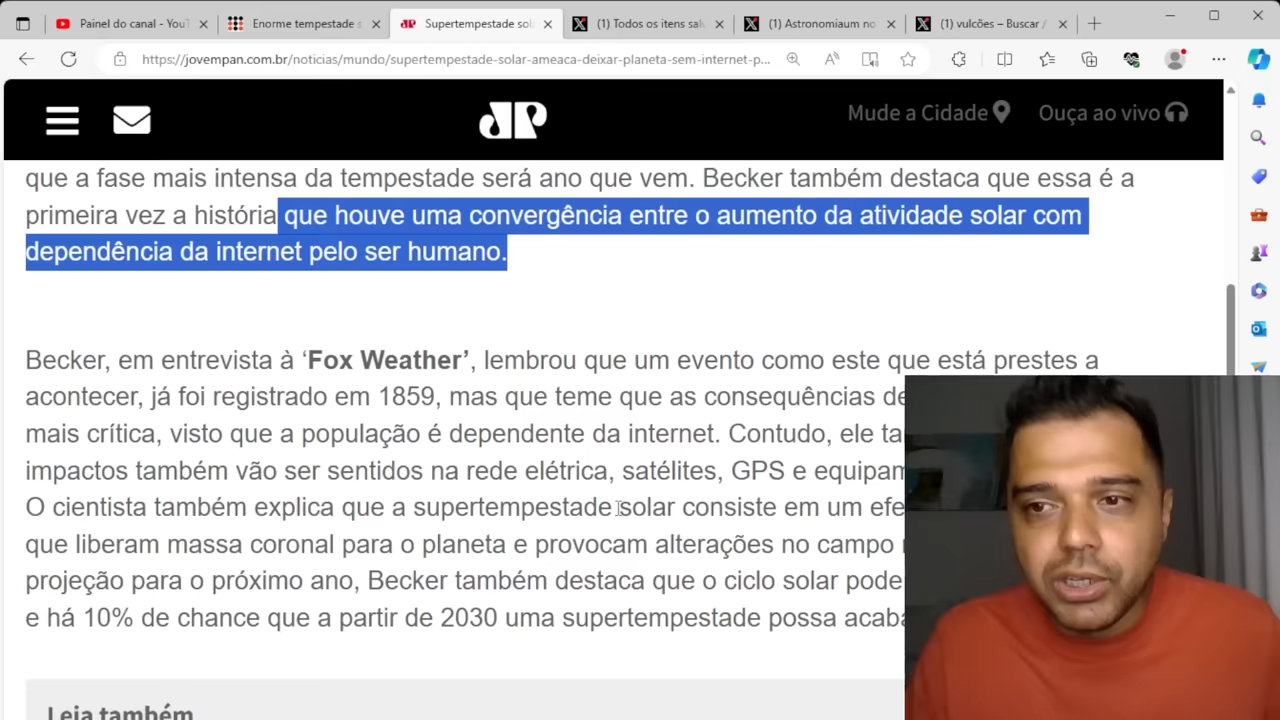 Painel do canal - YouT
Enorme tempestade s
Supertempestade sola
(1) Todos os itens salv
(1) Astronomiaum no
(1) vulcões – Buscar /
https://jovempan.com.br/noticias/mundo/supertempestade-solar-ameaca-deixar-planeta-sem-internet-p...
JP
Mude a Cidade
Ouça ao vivo
que a fase mais intensa da tempestade será ano que vem. Becker também destaca que essa é a
primeira vez a história que houve uma convergência entre o aumento da atividade solar com
dependência da internet pelo ser humano.
Becker, em entrevista à ‘Fox Weather’, lembrou que um evento como este que está prestes a
acontecer, já foi registrado em 1859, mas que teme que as consequências de
mais crítica, visto que a população é dependente da internet. Contudo, ele ta
impactos também vão ser sentidos na rede elétrica, satélites, GPS e equipam
O cientista também explica que a supertempestade solar consiste em um efe
que liberam massa coronal para o planeta e provocam alterações no campo
projeção para o próximo ano, Becker também destaca que o ciclo solar pode
e há 10% de chance que a partir de 2030 uma supertempestade possa acaba
Leia também